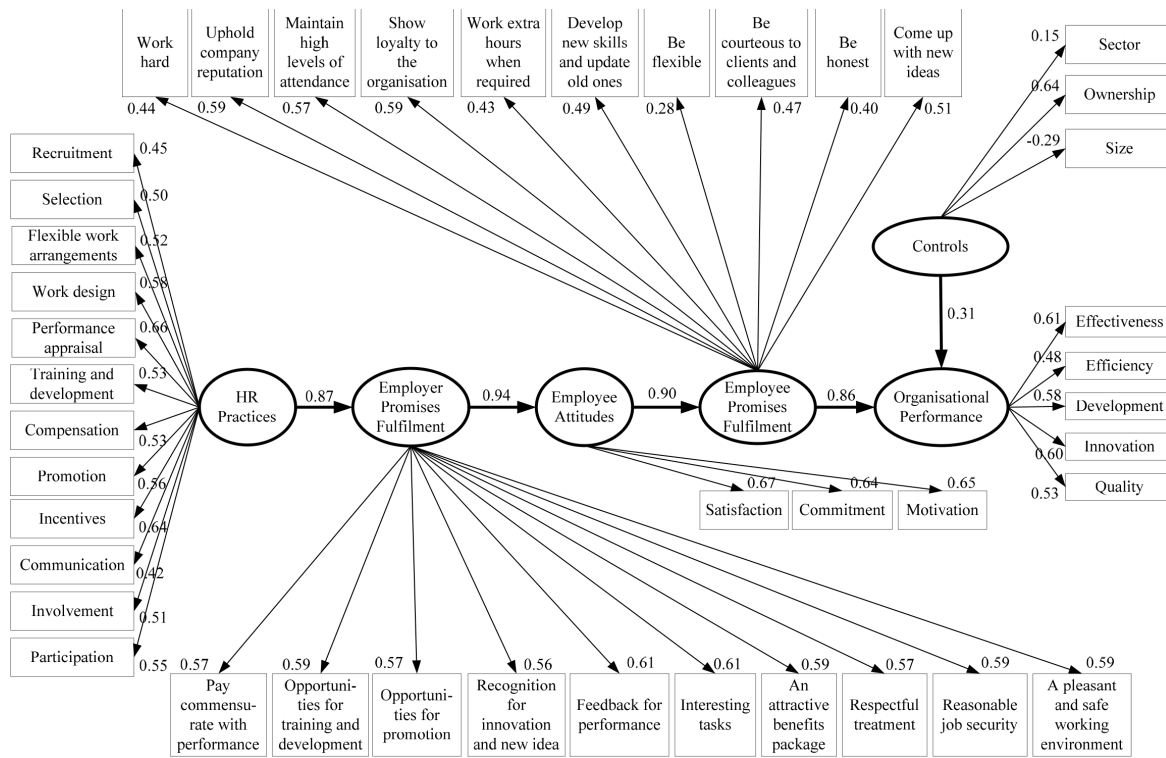 Work
hard
Uphold
company
reputation
Maintain
high
levels of
attendance
Show
loyalty to
the
organisation
Work extra
hours
when
required
Develop
new skills
and update
old ones
Be
flexible
Be
courteous to
clients and
colleagues
Be
honest
Come up
with new
ideas
0.44
0.59
0.57
0.59
0.43
0.49
0.28
0.47
0.40
0.51
0.15
Sector
0.64
Ownership
-0.29
Size
Controls
0.31
Recruitment
0.45
Selection
0.50
Flexible work
arrangements
0.52
Work design
0.58
Performance
appraisal
0.66
Training and
development
0.53
Compensation
0.53
Promotion
0.56
Incentives
0.64
Communication
0.42
Involvement
0.51
Participation
0.55
HR
Practices
0.87
Employer
Promises
Fulfilment
0.94
Employee
Attitudes
0.90
Employee
Promises
Fulfilment
0.86
Organisational
Performance
0.61
Effectiveness
0.48
Efficiency
0.58
Development
Innovation
0.60
Quality
0.53
0.67
0.64
0.65
Satisfaction
Commitment
Motivation
0.57
0.59
0.57
0.56
0.61
0.61
0.59
0.57
0.59
0.59
Pay
commensu-
rate with
performance
Opportuni-
ties for
training and
development
Opportuni-
ties for
promotion
Recognition
for
innovation
and new idea
Feedback for
performance
Interesting
tasks
An
attractive
benefits
package
Respectful
treatment
Reasonable
job security
A pleasant
and safe
working
environment